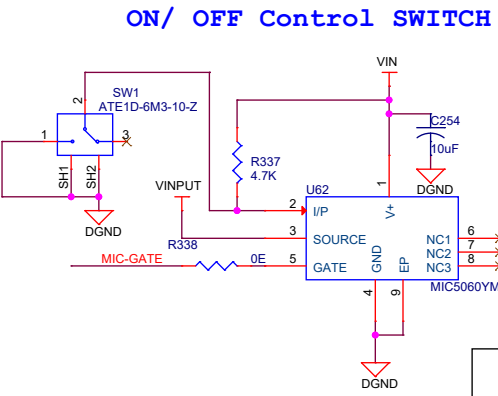 ON/ OFF Control SWITCH
VIN
SW1
ATE1D-6M3-10-Z
2
1
3
SH1
SH2
DGND
C254
10uF
DGND
R337
4.7K
VINPUT
U62
1
V+
2
I/P
3
SOURCE
R338
MIC-GATE
0E
5
GATE
GND
EP
NC1
6
NC2
7
NC3
8
MIC5060YM
4
9
DGND